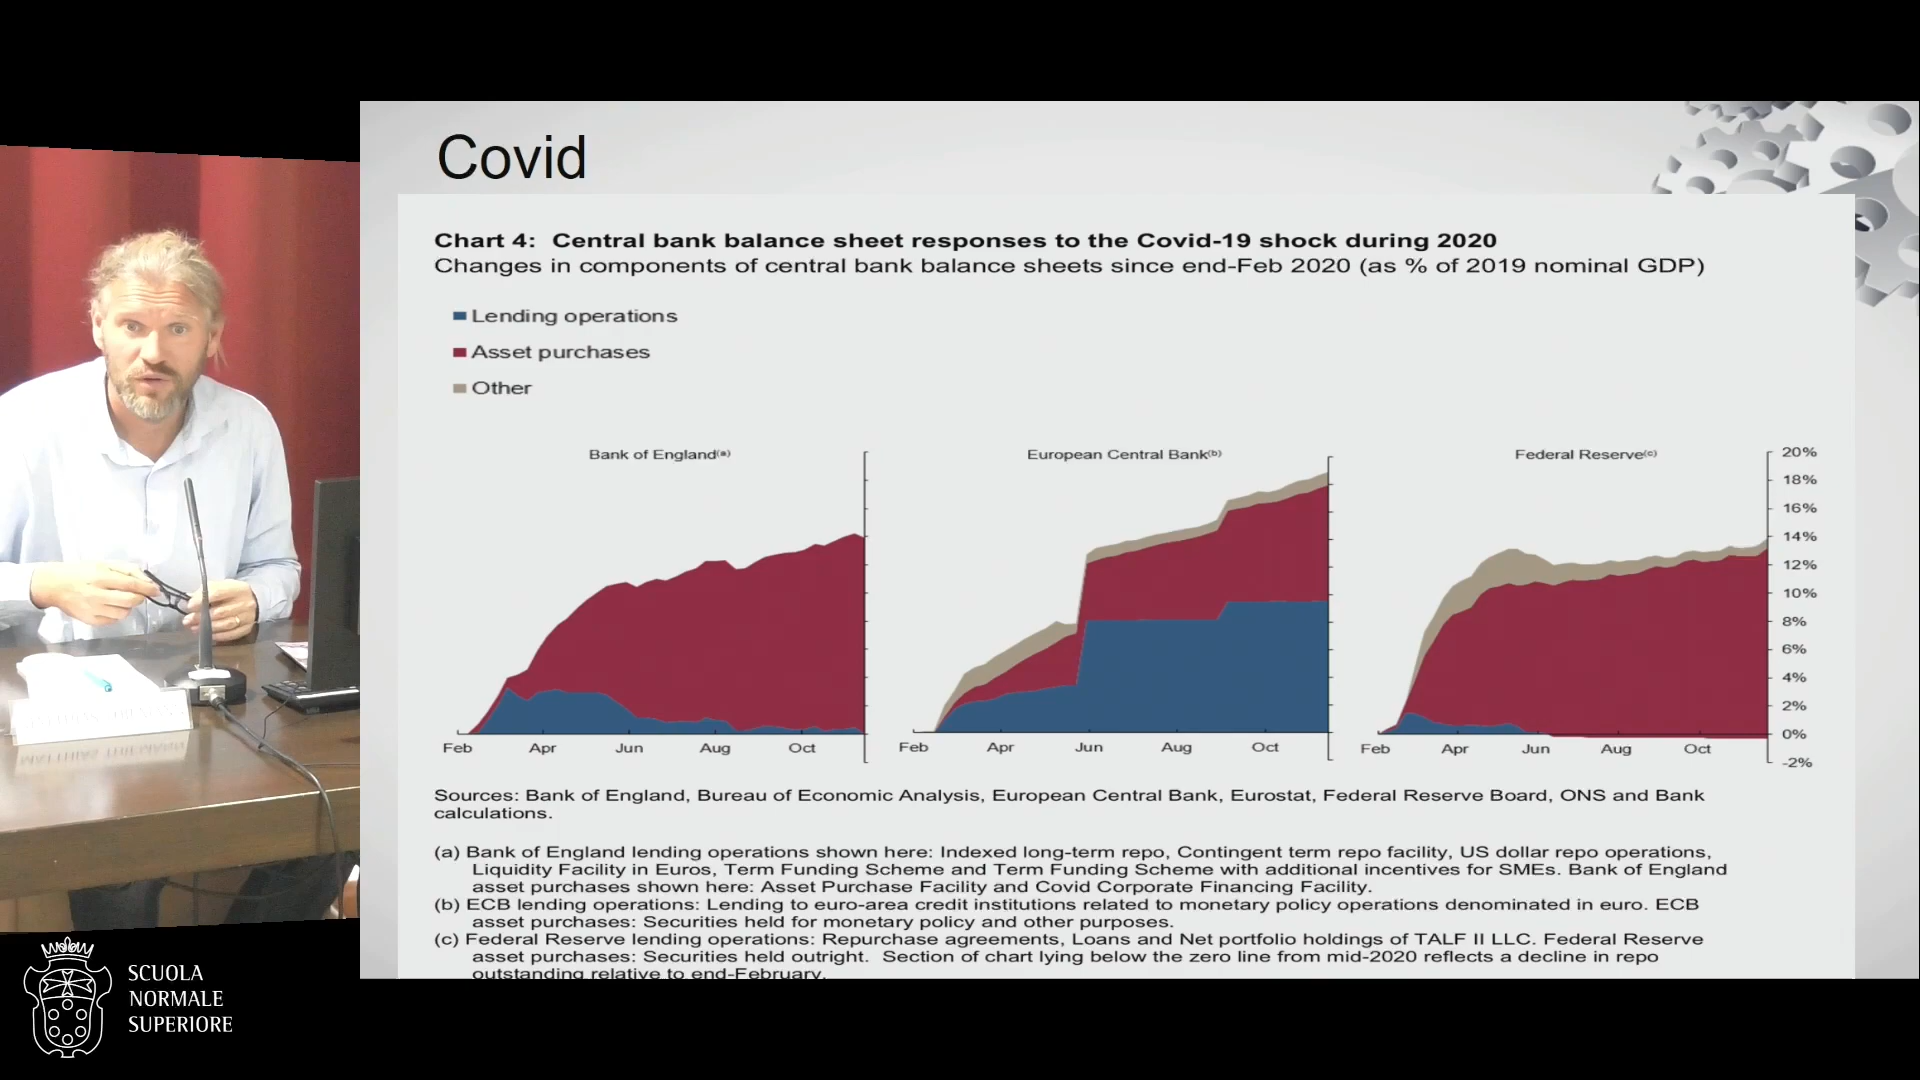 Covid
Chart 4: Central bank balance sheet responses to the Covid-19 shock during 2020
Changes in components of central bank balance sheets since end-Feb 2020 (as % of 2019 nominal GDP)
Lending operations
Asset purchases
Other
Bank of England(a)
European Central Bank(b)
Federal Reserve(c)
20%
18%
16%
14%
12%
10%
8%
6%
4%
2%
0%
-2%
Feb Apr Jun Aug Oct
Feb Apr Jun Aug Oct
Feb Apr Jun Aug Oct
Sources: Bank of England, Bureau of Economic Analysis, European Central Bank, Eurostat, Federal Reserve Board, ONS and Bank
calculations.
(a) Bank of England lending operations shown here: Indexed long-term repo, Contingent term repo facility, US dollar repo operations,
Liquidity Facility in Euros, Term Funding Scheme and Term Funding Scheme with additional incentives for SMEs. Bank of England
asset purchases shown here: Asset Purchase Facility and Covid Corporate Financing Facility.
(b) ECB lending operations: Lending to euro-area credit institutions related to monetary policy operations denominated in euro. ECB
asset purchases: Securities held for monetary policy and other purposes.
(c) Federal Reserve lending operations: Repurchase agreements, Loans and Net portfolio holdings of TALF II LLC. Federal Reserve
asset purchases: Securities held outright. Section of chart lying below the zero line from mid-2020 reflects a decline in repo
outstanding relative to end-February.
SCUOLA
NORMALE
SUPERIORE